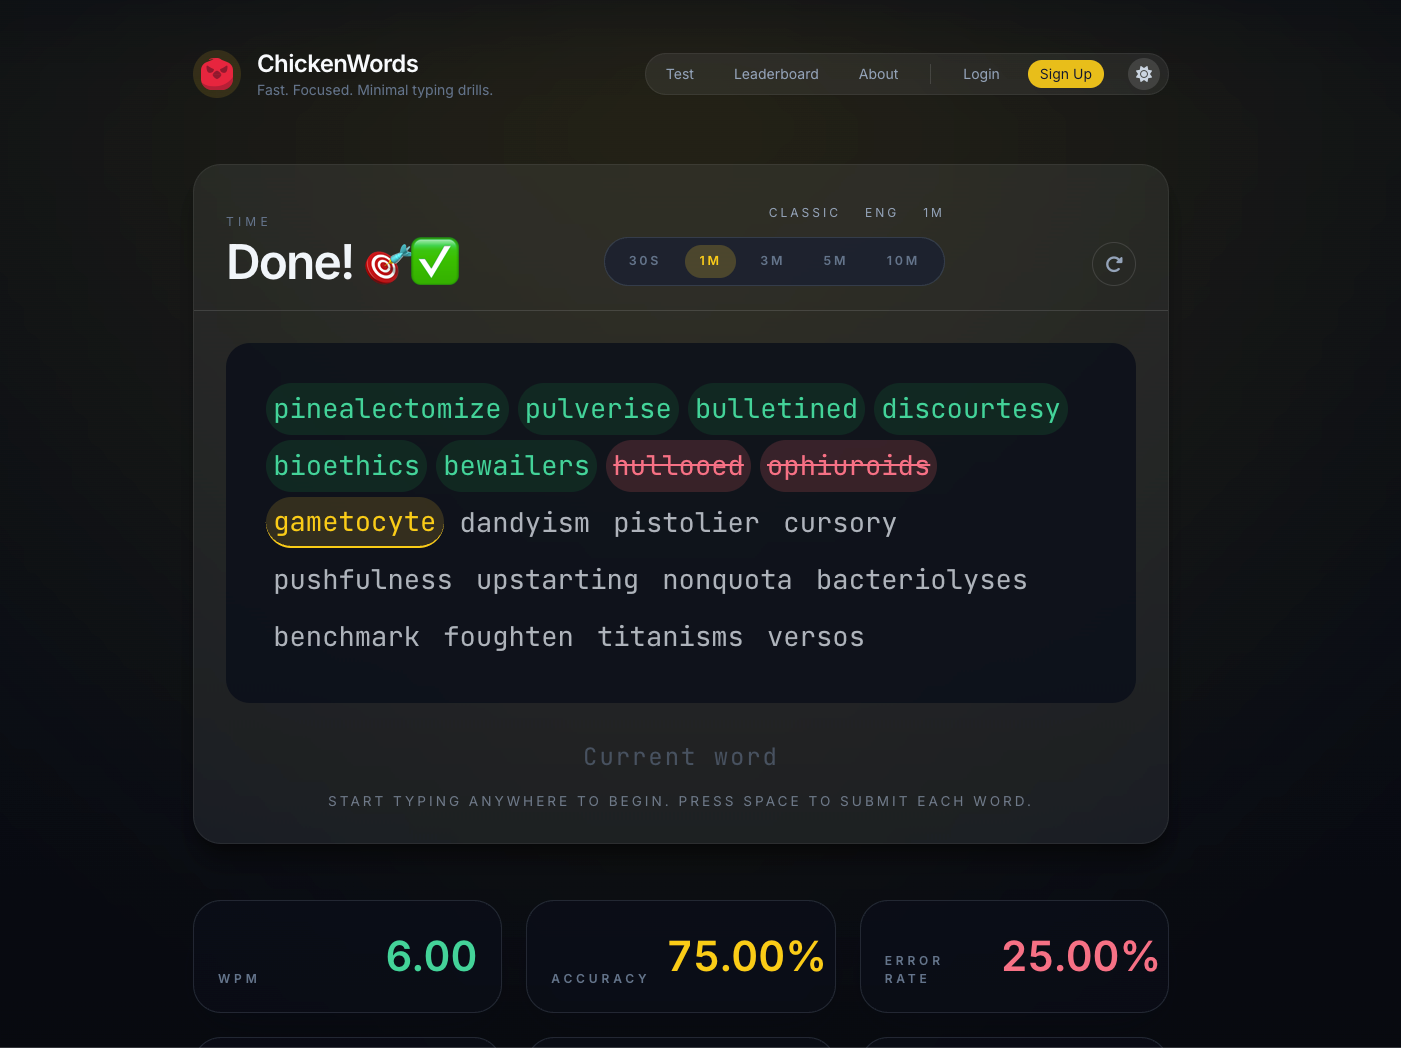 ChickenWords
Fast. Focused. Minimal typing drills.
Test Leaderboard About Login Sign Up
TIME
Done! 🎯✅
CLASSIC ENG 1M
30S 1M 3M 5M 10M
pinealectomize pulverise bulletined discourtesy
bioethics bewailers hullooed ophiuroids
gametocyte dandyism pistolier cursory
pushfulness upstarting nonquota bacteriolyses
benchmark foughten titanisms versos
Current word
START TYPING ANYWHERE TO BEGIN. PRESS SPACE TO SUBMIT EACH WORD.
WPM 6.00
ACCURACY 75.00%
ERROR
RATE 25.00%